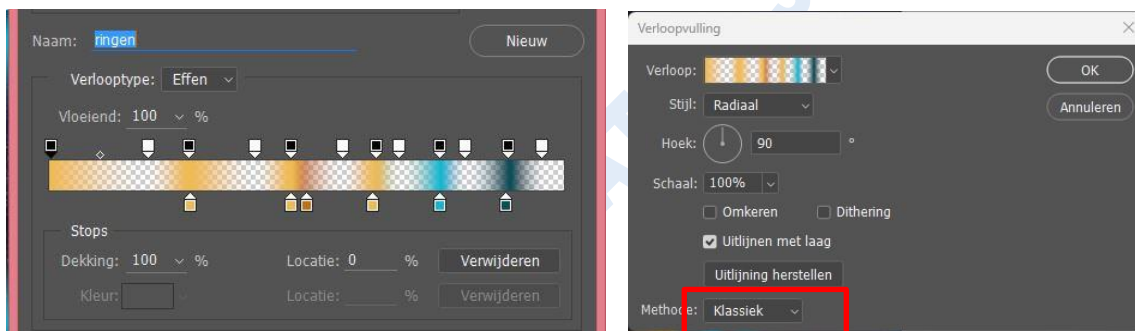 Naam: ringen Nieuw
Verlooptype: Effen
Vloeiend: 100 %
Stops
Dekking: 100 % Locatie: 0 % Verwijderen
Kleur: Locatie: % Verwijderen
Verloopvulling
Verloop: OK
Stijl: Radiaal Annuleren
Hoek: 90 °
Schaal: 100%
Omkeren Dithering
Uitlijnen met laag
Uitlijning herstellen
Methode: Klassiek